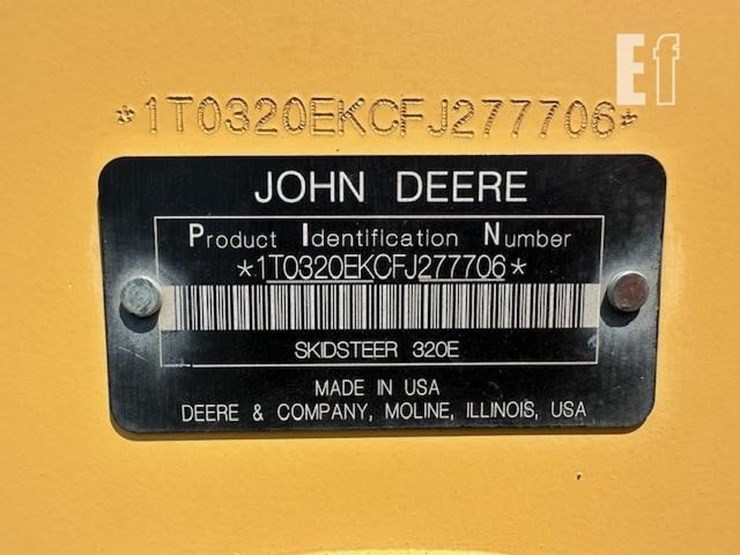 Ef
*1T0320EKCFJ277706*
JOHN DEERE
Product Identification Number
*1T0320EKCFJ277706*
SKIDSTEER 320E
MADE IN USA
DEERE & COMPANY, MOLINE, ILLINOIS, USA